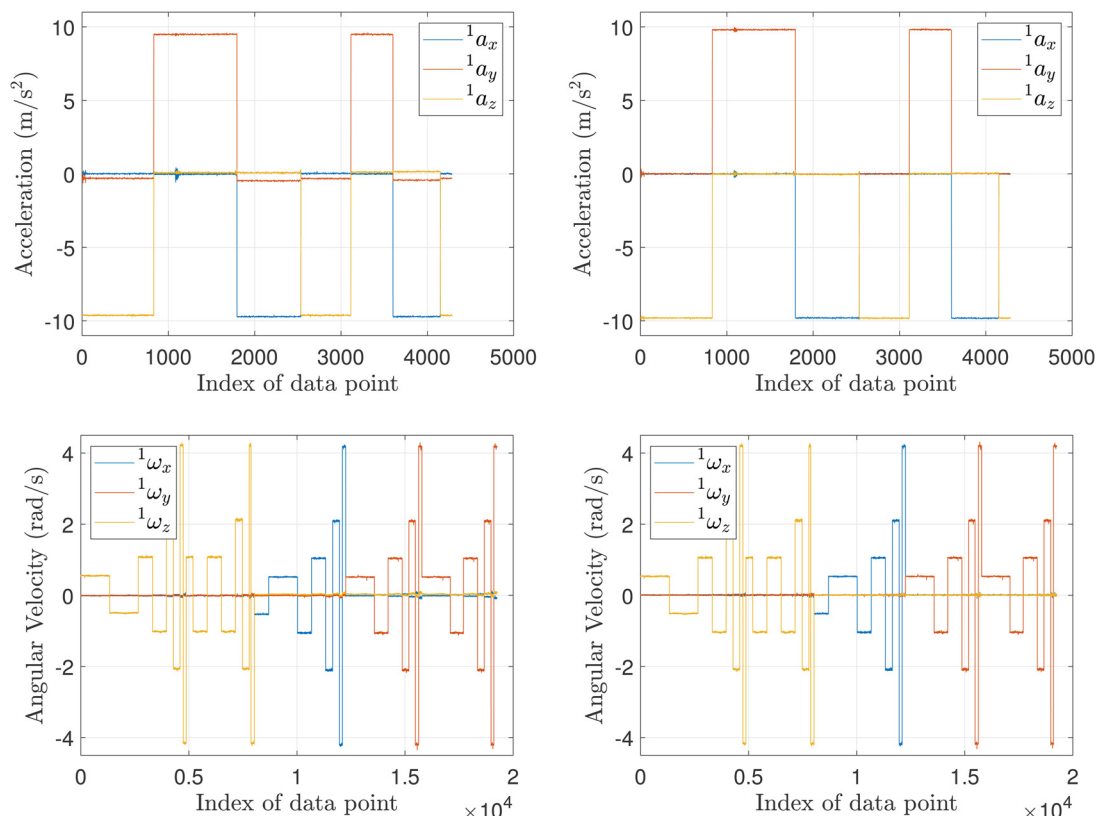 10
5
0
-5
-10
Acceleration (m/s²)
¹aₓ
¹a_y
¹a_z
0 1000 2000 3000 4000 5000
Index of data point
10
5
0
-5
-10
Acceleration (m/s²)
¹aₓ
¹a_y
¹a_z
0 1000 2000 3000 4000 5000
Index of data point
4
2
0
-2
-4
Angular Velocity (rad/s)
¹ωₓ
¹ω_y
¹ω_z
0 0.5 1 1.5 2
Index of data point
×10⁴
4
2
0
-2
-4
Angular Velocity (rad/s)
¹ωₓ
¹ω_y
¹ω_z
0 0.5 1 1.5 2
Index of data point
×10⁴